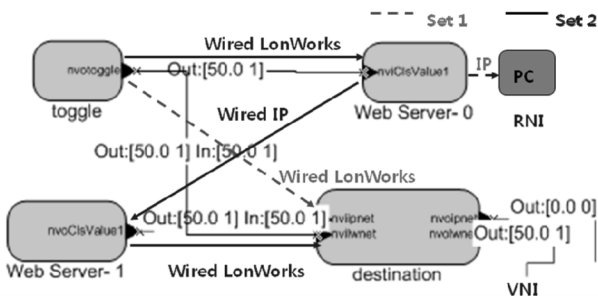 Set 1
Set 2
Wired LonWorks
nvotoggle
Out:[50.0 1]
nviClsValue1
IP
PC
toggle
Web Server- 0
RNI
Wired IP
Out:[50.0 1] In:[50.0 1]
Wired LonWorks
nvoClsValue1
Out:[50.0 1] In:[50.0 1]
nviipnet
nvilwnet
nvoipnet
nvolwne
Out:[0.0 0]
Out:[50.0 1]
Web Server- 1
Wired LonWorks
destination
VNI